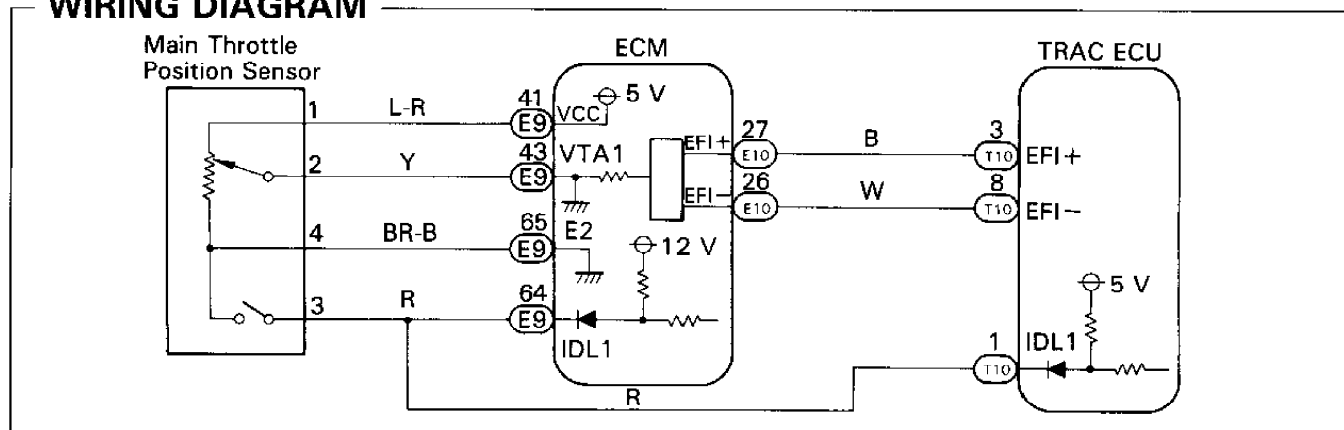 WIRING DIAGRAM
Main Throttle
Position Sensor
ECM
TRAC ECU
1
L-R
41
E9
VCC
5 V
2
Y
43
E9
VTA1
EFI+
27
E10
B
3
T10
EFI+
EFI−
26
E10
W
8
T10
EFI−
4
BR-B
65
E9
E2
12 V
3
R
64
E9
IDL1
5 V
R
1
T10
IDL1